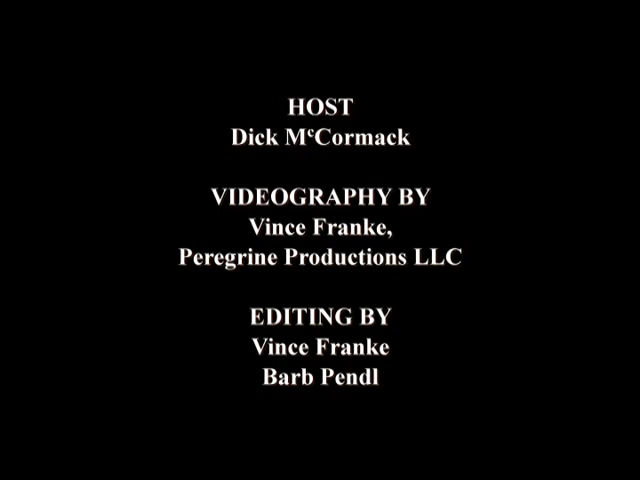 HOST
Dick McCormack
VIDEOGRAPHY BY
Vince Franke,
Peregrine Productions LLC
EDITING BY
Vince Franke
Barb Pendl